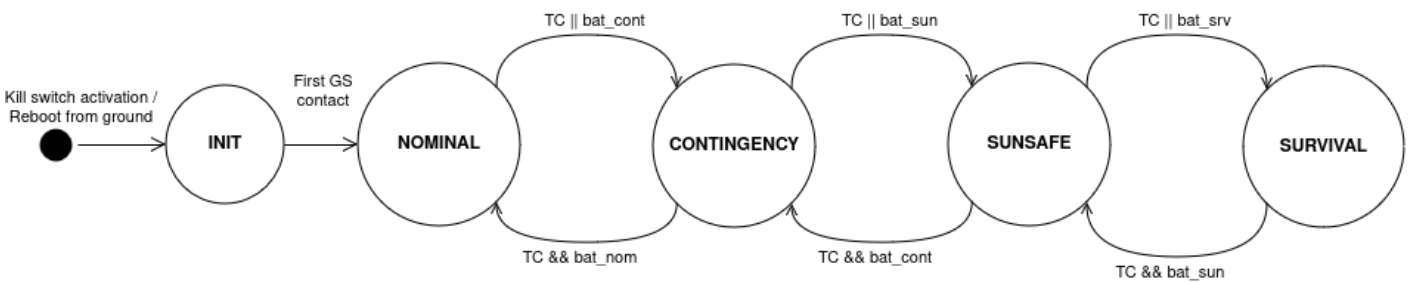 TC || bat_cont
TC || bat_sun
TC || bat_srv
Kill switch activation /
Reboot from ground
First GS
contact
INIT
NOMINAL
CONTINGENCY
SUNSAFE
SURVIVAL
TC && bat_nom
TC && bat_cont
TC && bat_sun